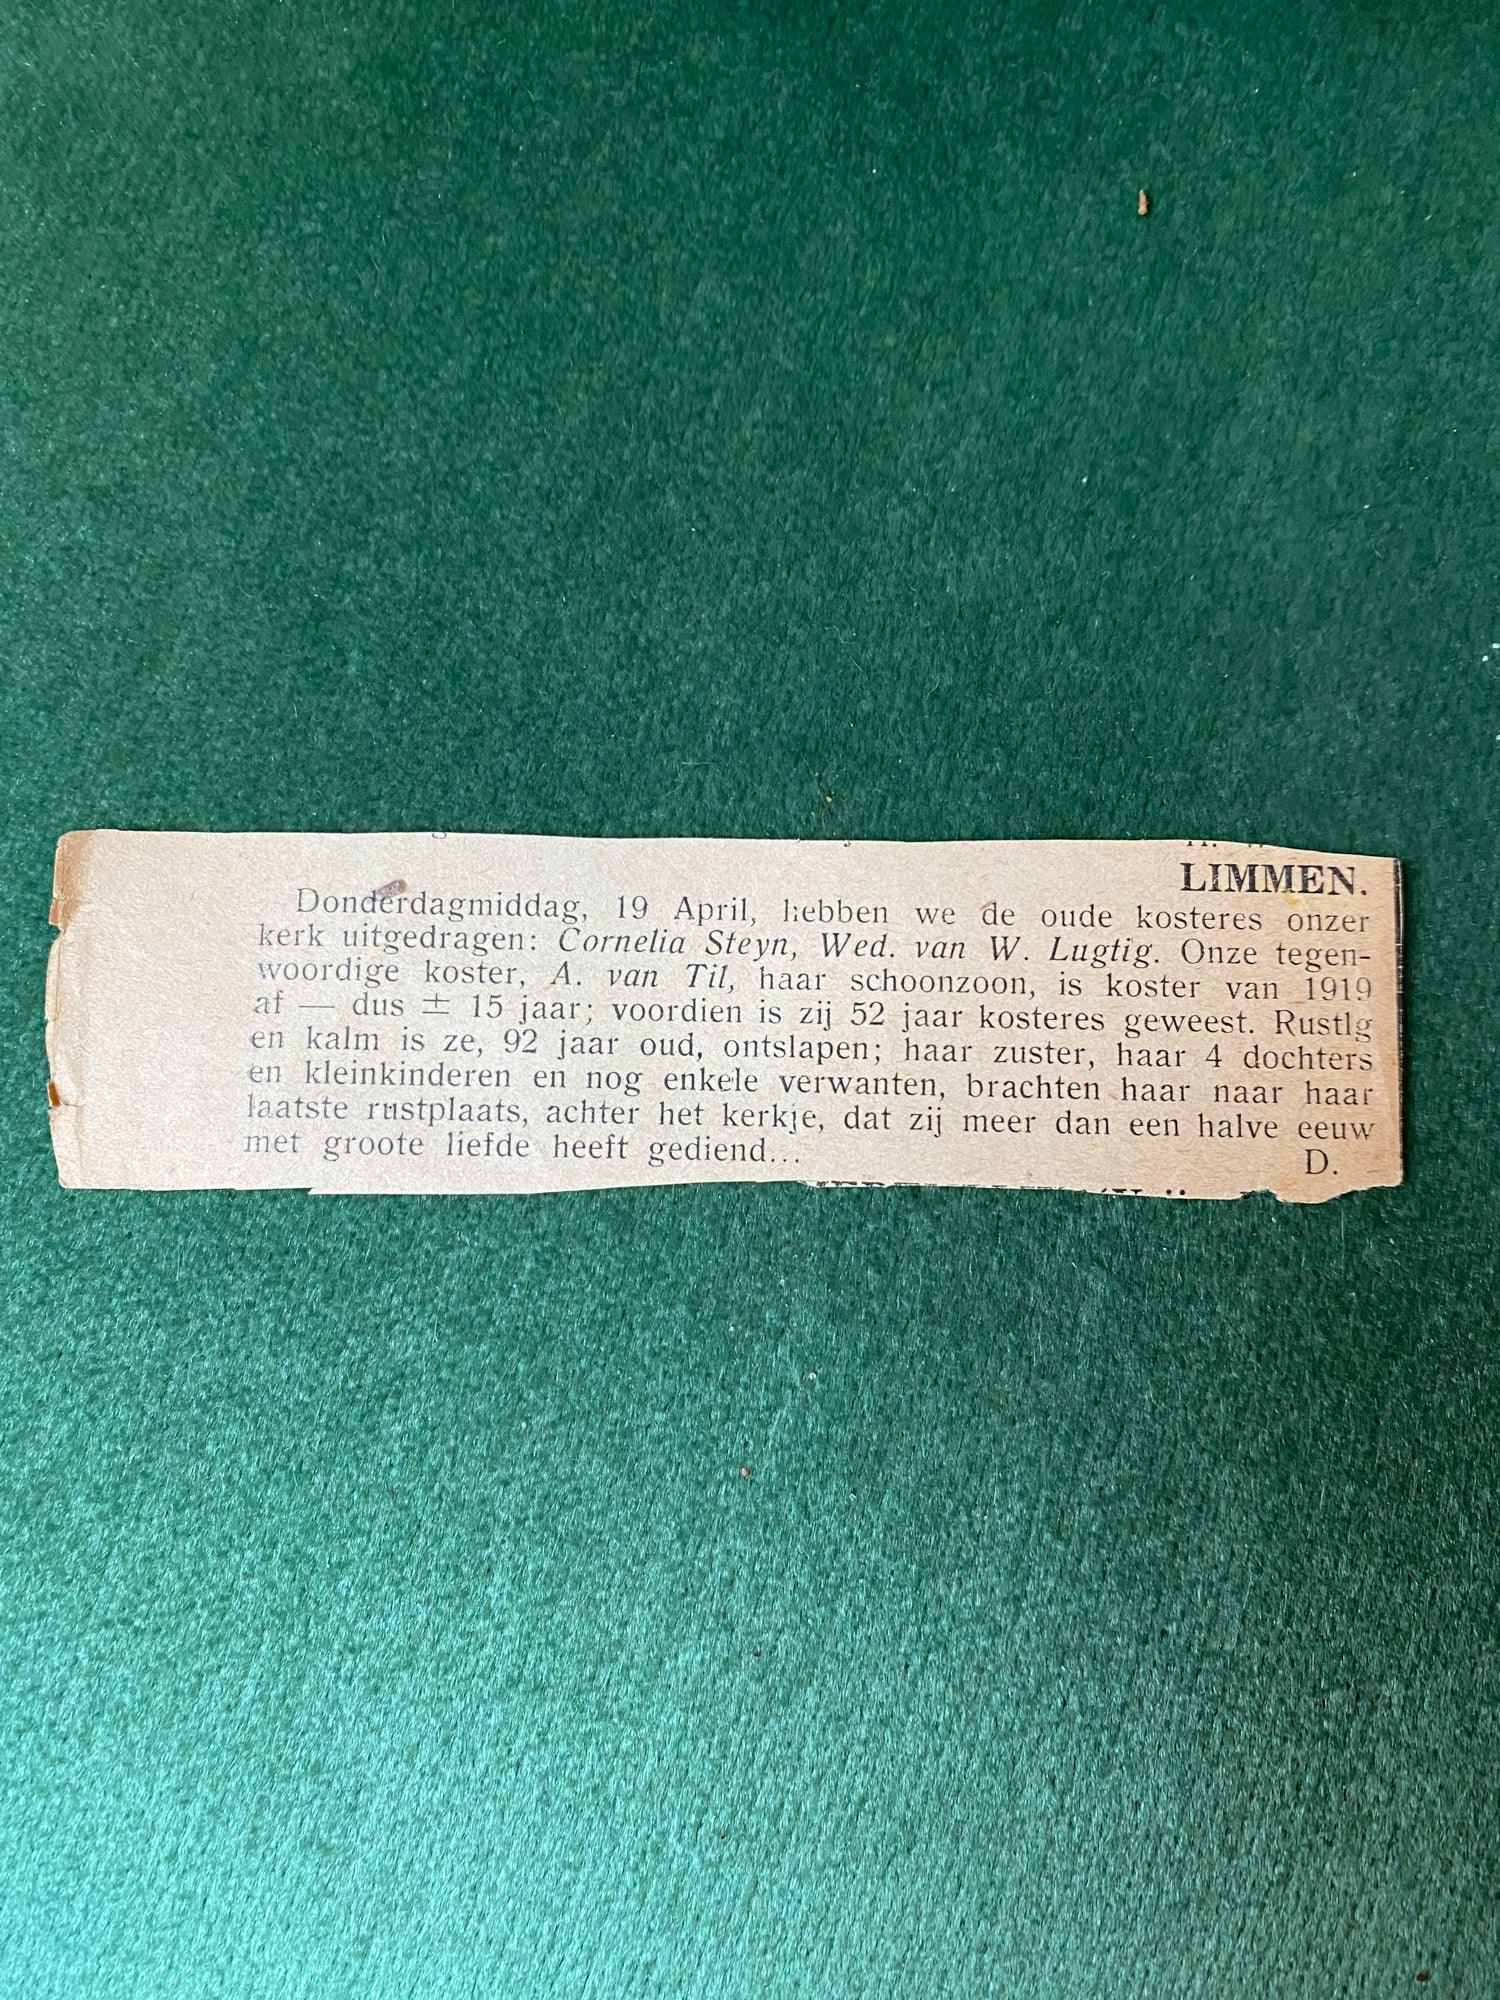 LIMMEN.
Donderdagmiddag, 19 April, hebben we de oude kosteres onzer
kerk uitgedragen: Cornelia Steyn, Wed. van W. Lugtig. Onze tegen-
woordige koster, A. van Til, haar schoonzoon, is koster van 1919
af — dus ± 15 jaar; voordien is zij 52 jaar kosteres geweest. Rustlg
en kalm is ze, 92 jaar oud, ontslapen; haar zuster, haar 4 dochters
en kleinkinderen en nog enkele verwanten, brachten haar naar haar
laatste rustplaats, achter het kerkje, dat zij meer dan een halve eeuw
met groote liefde heeft gediend...
D.